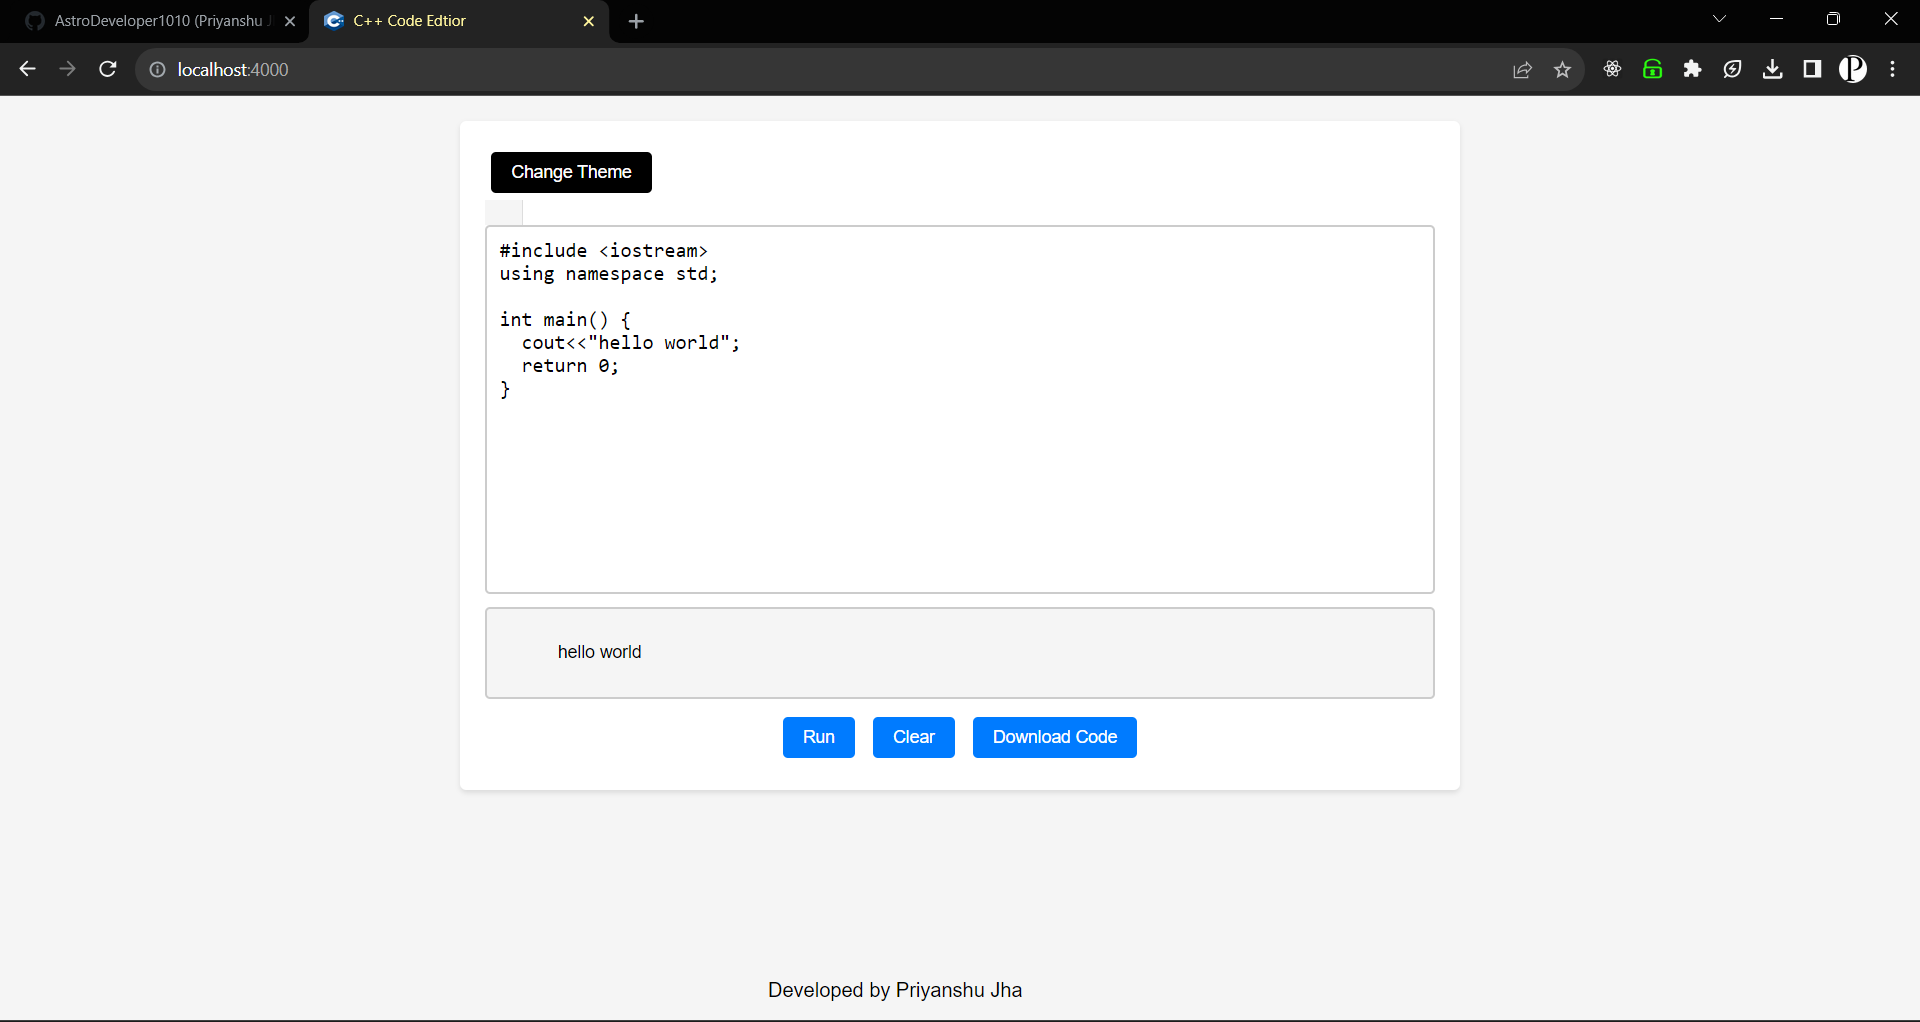 AstroDeveloper1010 (Priyanshu J
C++ Code Edtior
localhost:4000
Change Theme
#include <iostream>
using namespace std;
int main() {
cout<<"hello world";
return 0;
}
hello world
Run Clear Download Code
Developed by Priyanshu Jha